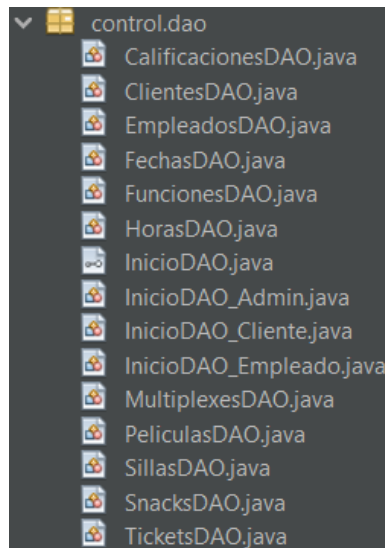 control.dao
CalificacionesDAO.java
ClientesDAO.java
EmpleadosDAO.java
FechasDAO.java
FuncionesDAO.java
HorasDAO.java
InicioDAO.java
InicioDAO_Admin.java
InicioDAO_Cliente.java
InicioDAO_Empleado.java
MultiplexesDAO.java
PeliculasDAO.java
SillasDAO.java
SnacksDAO.java
TicketsDAO.java